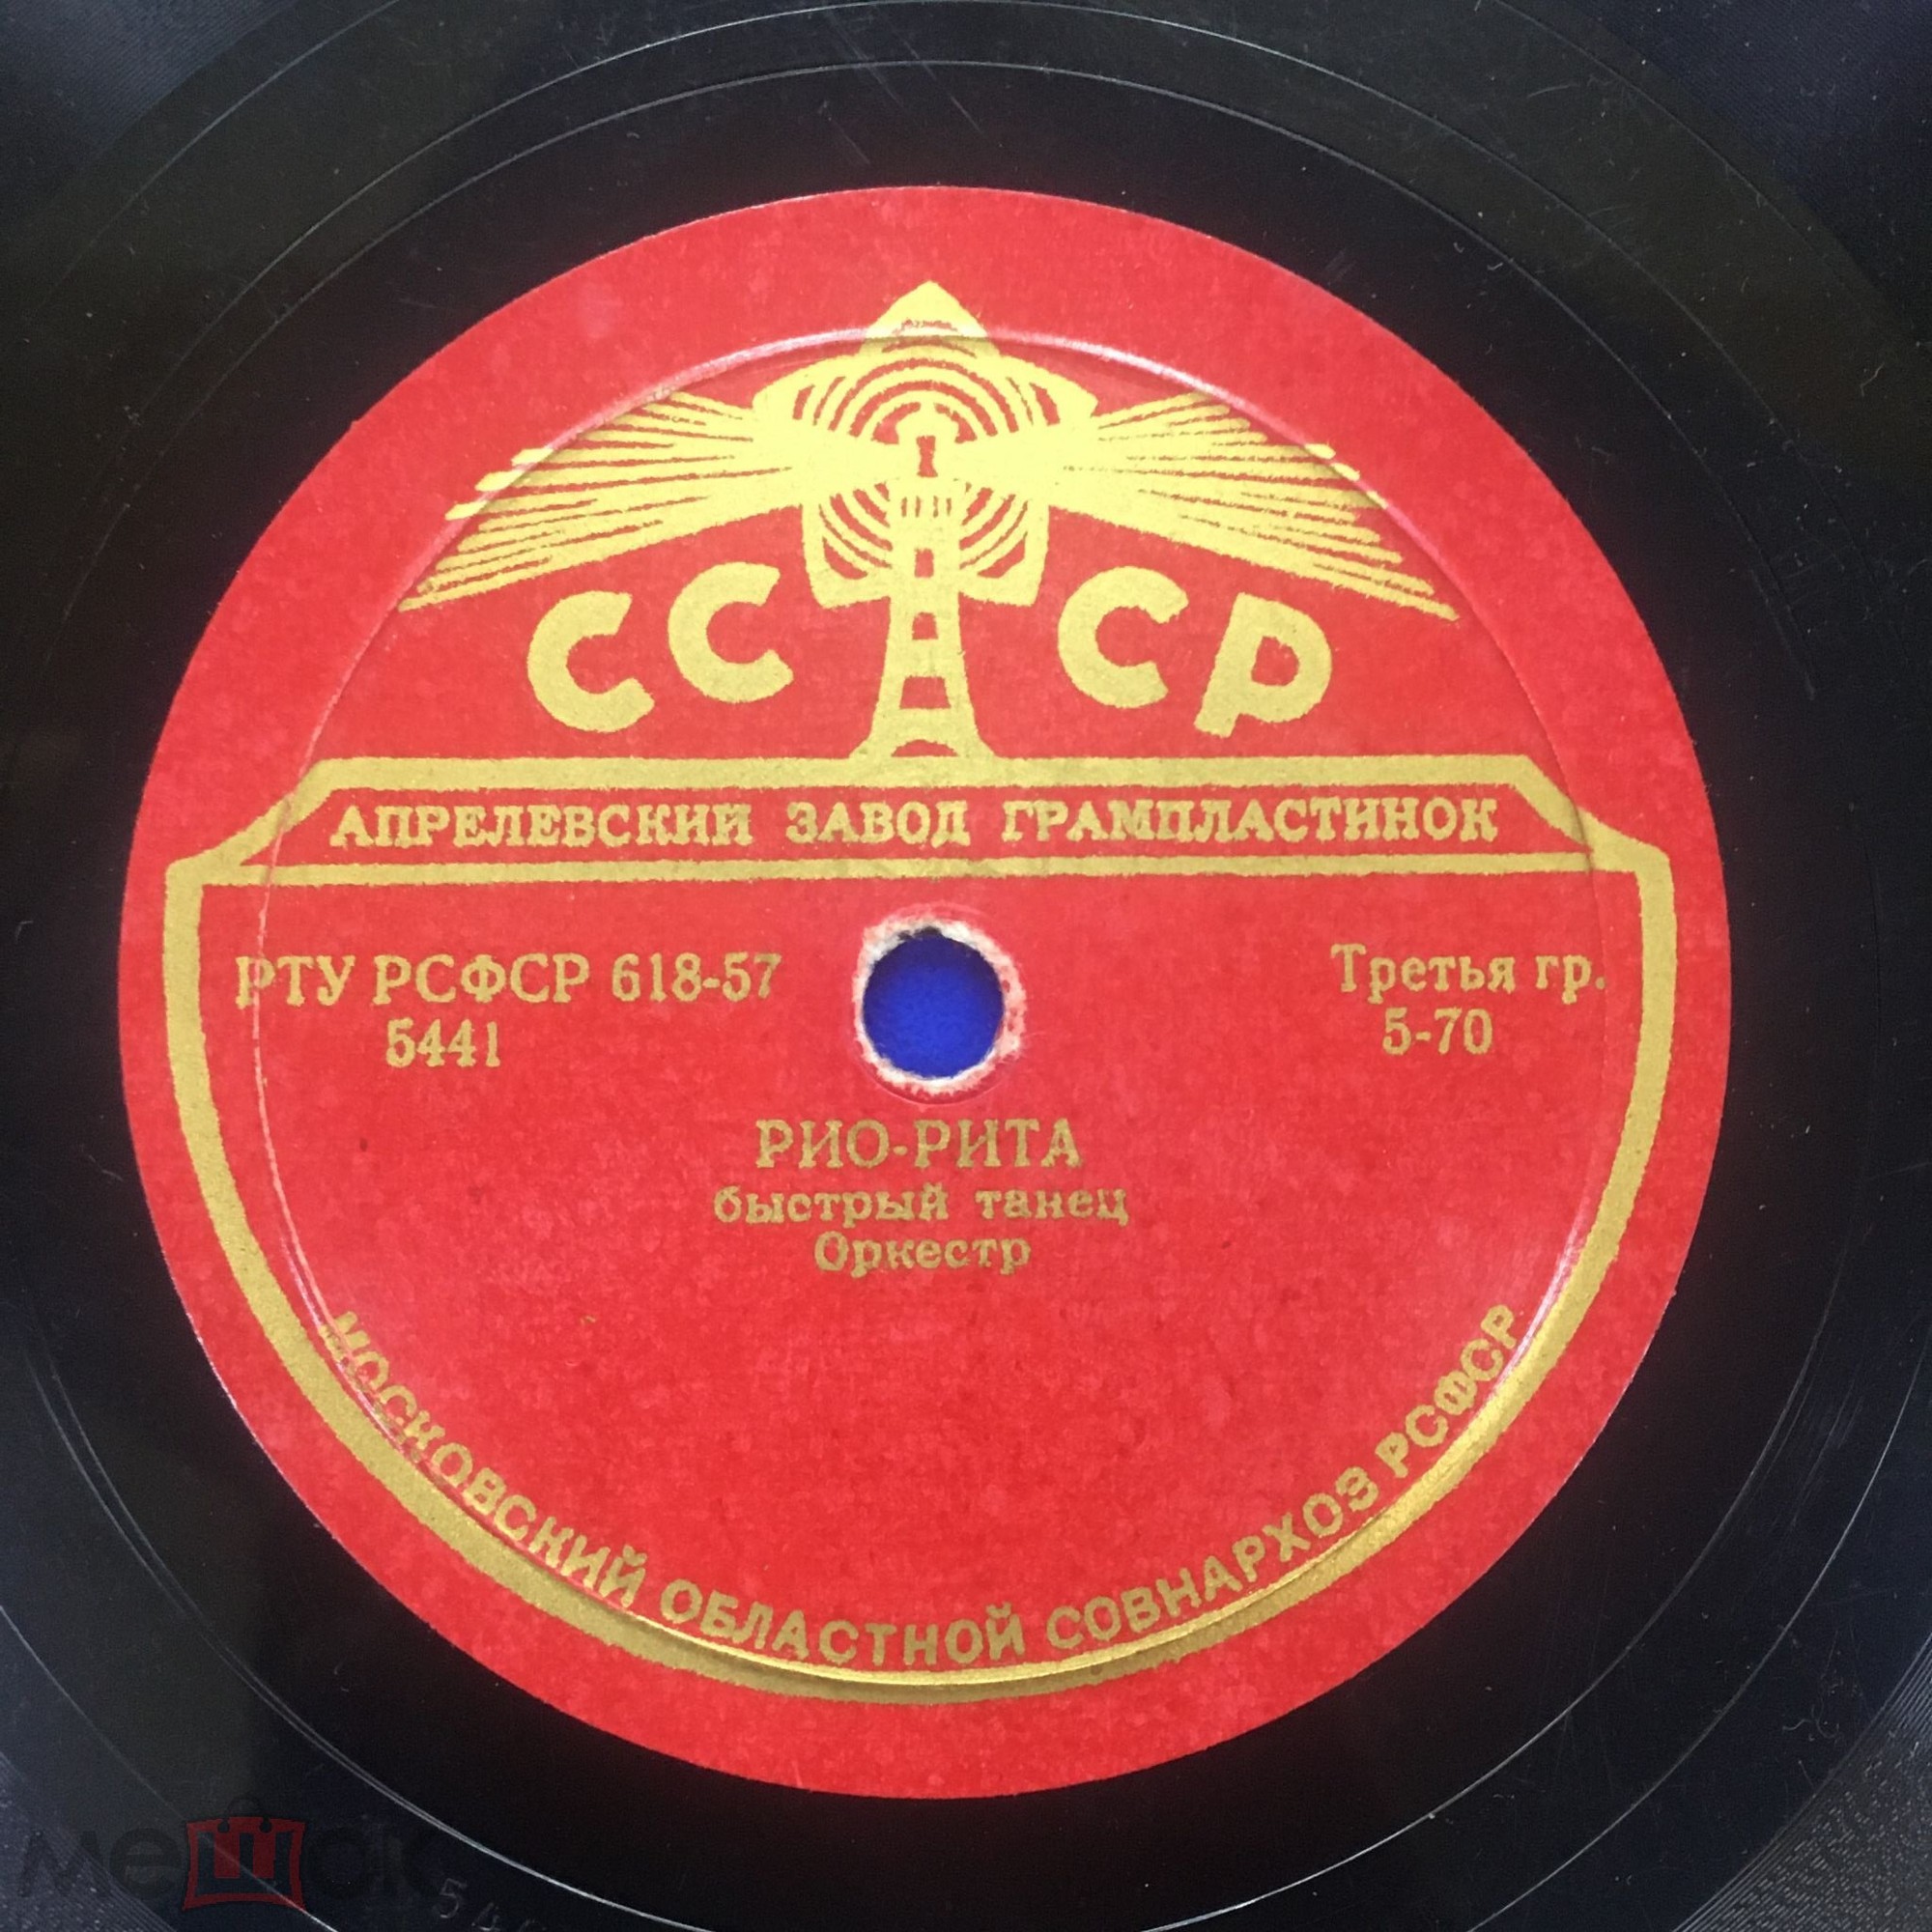 СССР
АПРЕЛЕВСКИЙ ЗАВОД ГРАМПЛАСТИНОК
РТУ РСФСР 618-57
5441
Третья гр.
5-70
РИО-РИТА
быстрый танец
Оркестр
МОСКОВСКИЙ ОБЛАСТНОЙ СОВНАРХОЗ РСФСР
мешок